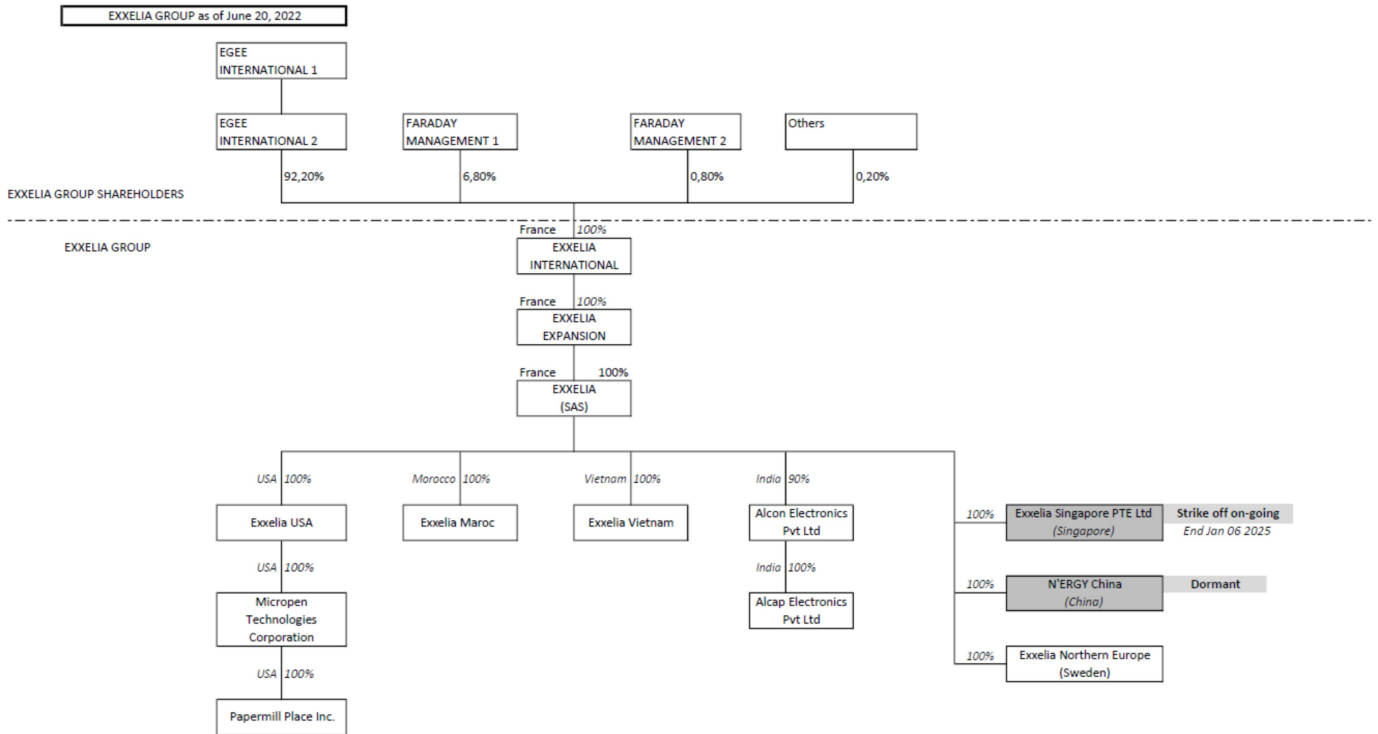 EXXELIA GROUP as of June 20, 2022
EGEE
INTERNATIONAL 1
EGEE
INTERNATIONAL 2
FARADAY
MANAGEMENT 1
FARADAY
MANAGEMENT 2
Others
92,20%
6,80%
0,80%
0,20%
EXXELIA GROUP SHAREHOLDERS
EXXELIA GROUP
France 100%
EXXELIA
INTERNATIONAL
France 100%
EXXELIA
EXPANSION
France 100%
EXXELIA
(SAS)
USA 100%
Morocco 100%
Vietnam 100%
India 90%
Exxelia USA
Exxelia Maroc
Exxelia Vietnam
Alcon Electronics
Pvt Ltd
100%
Exxelia Singapore PTE Ltd
(Singapore)
Strike off on-going
End Jan 06 2025
USA 100%
India 100%
Micropen
Technologies
Corporation
Alcap Electronics
Pvt Ltd
100%
N'ERGY China
(China)
Dormant
USA 100%
100%
Exxelia Northern Europe
(Sweden)
Papermill Place Inc.